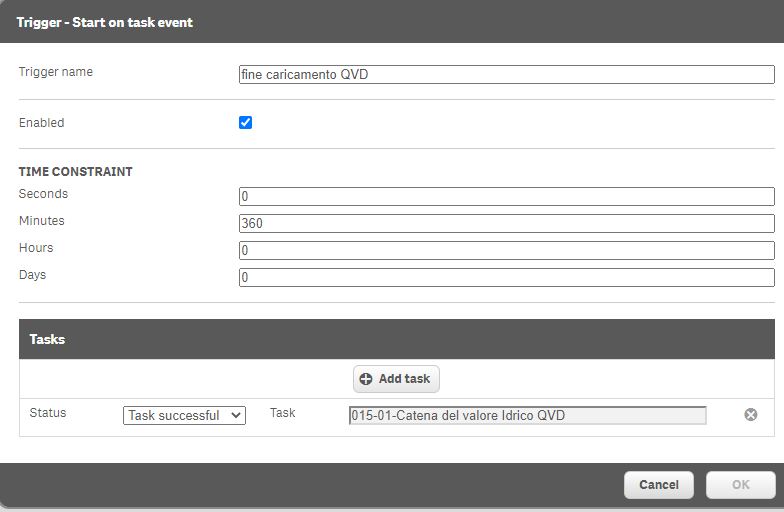 Trigger - Start on task event
Trigger name
fine caricamento QVD
Enabled
TIME CONSTRAINT
Seconds
0
Minutes
360
Hours
0
Days
0
Tasks
Add task
Status
Task successful
Task
015-01-Catena del valore Idrico QVD
Cancel
OK